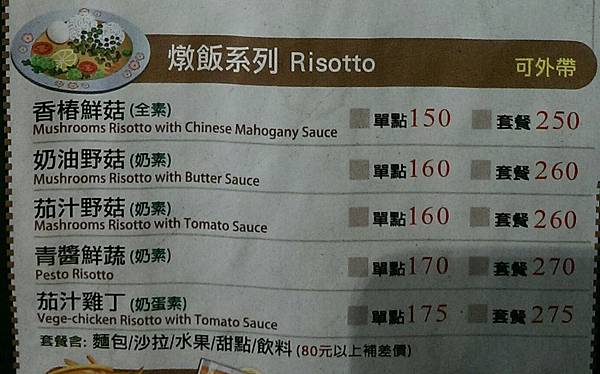 燉飯系列 Risotto 可外帶
香椿鮮菇(全素) 單點150 套餐250
Mushrooms Risotto with Chinese Mahogany Sauce
奶油野菇(奶素) 單點160 套餐260
Mushrooms Risotto with Butter Sauce
茄汁野菇(奶素) 單點160 套餐260
Mashrooms Risotto with Tomato Sauce
青醬鮮蔬(奶素) 單點170 套餐270
Pesto Risotto
茄汁雞丁(奶蛋素) 單點175 套餐275
Vege-chicken Risotto with Tomato Sauce
套餐含: 麵包/沙拉/水果/甜點/飲料 (80元以上補差價)